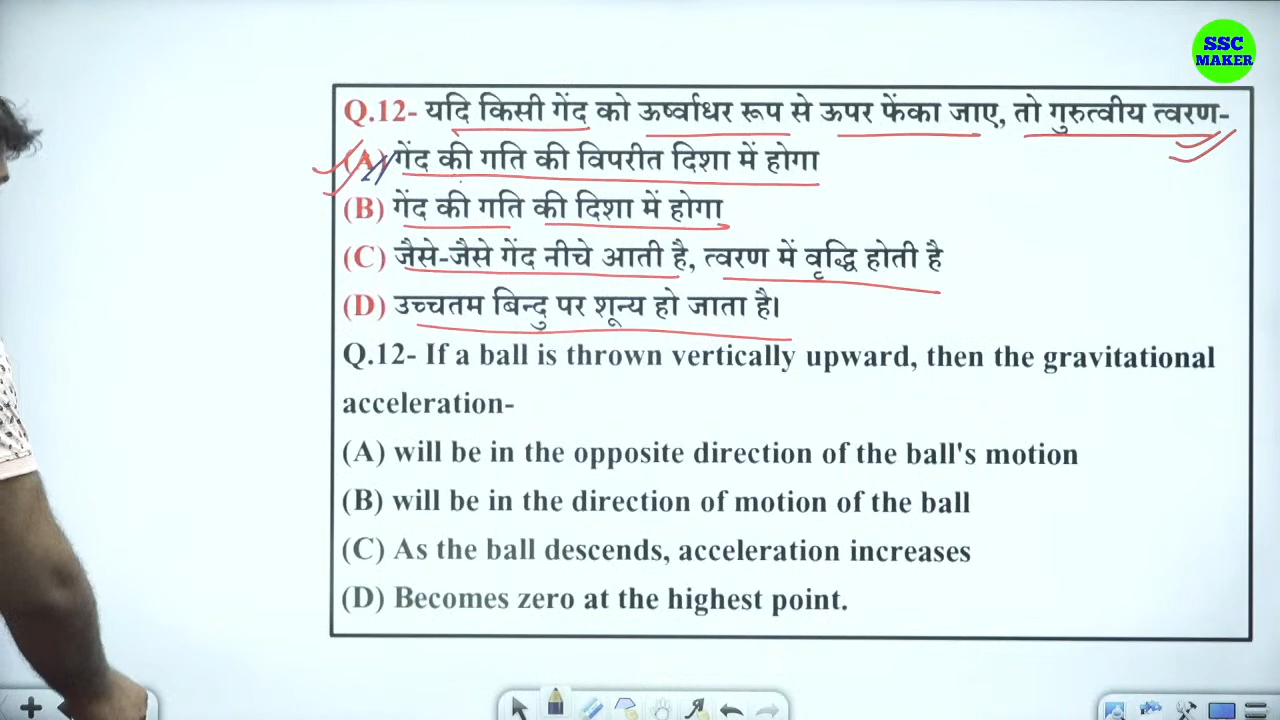 SSC
MAKER
Q.12- यदि किसी गेंद को ऊर्ध्वाधर रूप से ऊपर फेंका जाए, तो गुरुत्वीय त्वरण-
(A) गेंद की गति की विपरीत दिशा में होगा
(B) गेंद की गति की दिशा में होगा
(C) जैसे-जैसे गेंद नीचे आती है, त्वरण में वृद्धि होती है
(D) उच्चतम बिन्दु पर शून्य हो जाता है।
Q.12- If a ball is thrown vertically upward, then the gravitational
acceleration-
(A) will be in the opposite direction of the ball's motion
(B) will be in the direction of motion of the ball
(C) As the ball descends, acceleration increases
(D) Becomes zero at the highest point.